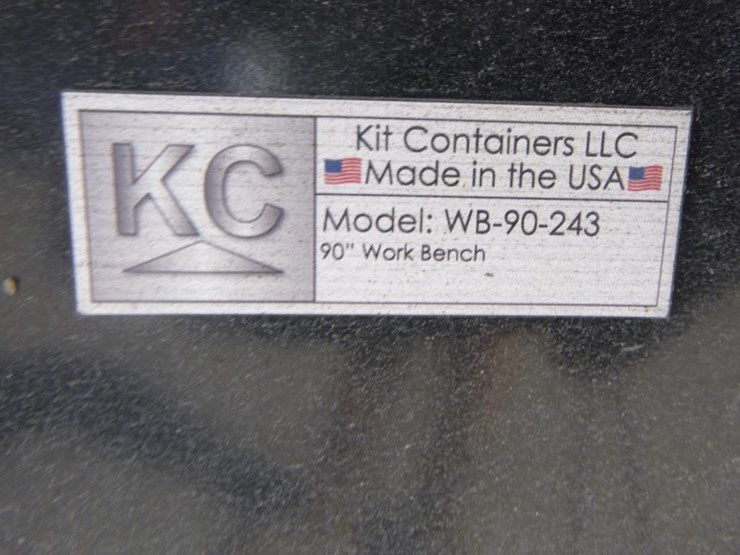 KC
Kit Containers LLC
Made in the USA
Model: WB-90-243
90" Work Bench